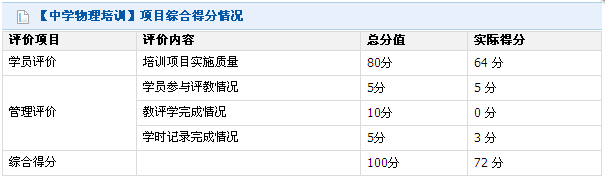 【中学物理培训】项目综合得分情况
评价项目 评价内容 总分值 实际得分
学员评价 培训项目实施质量 80分 64 分
管理评价 学员参与评教情况 5分 5 分
教评学完成情况 10分 0 分
学时记录完成情况 5分 3 分
综合得分 100分 72 分